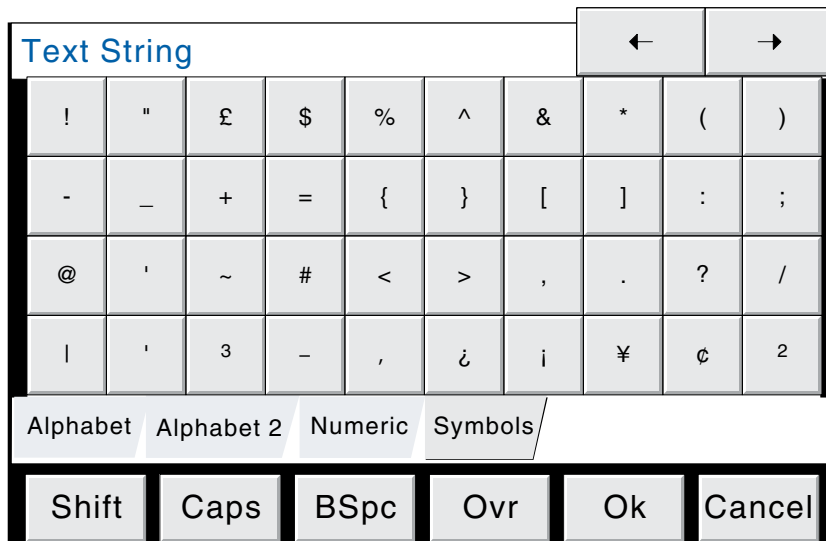 Text String ← →
! " £ $ % ^ & * ( )
- _ + = { } [ ] : ;
@ ' ~ # < > , . ? /
| ' ³ – , ¿ ¡ ¥ ¢ ²
Alphabet Alphabet 2 Numeric Symbols
Shift Caps BSpc Ovr Ok Cancel